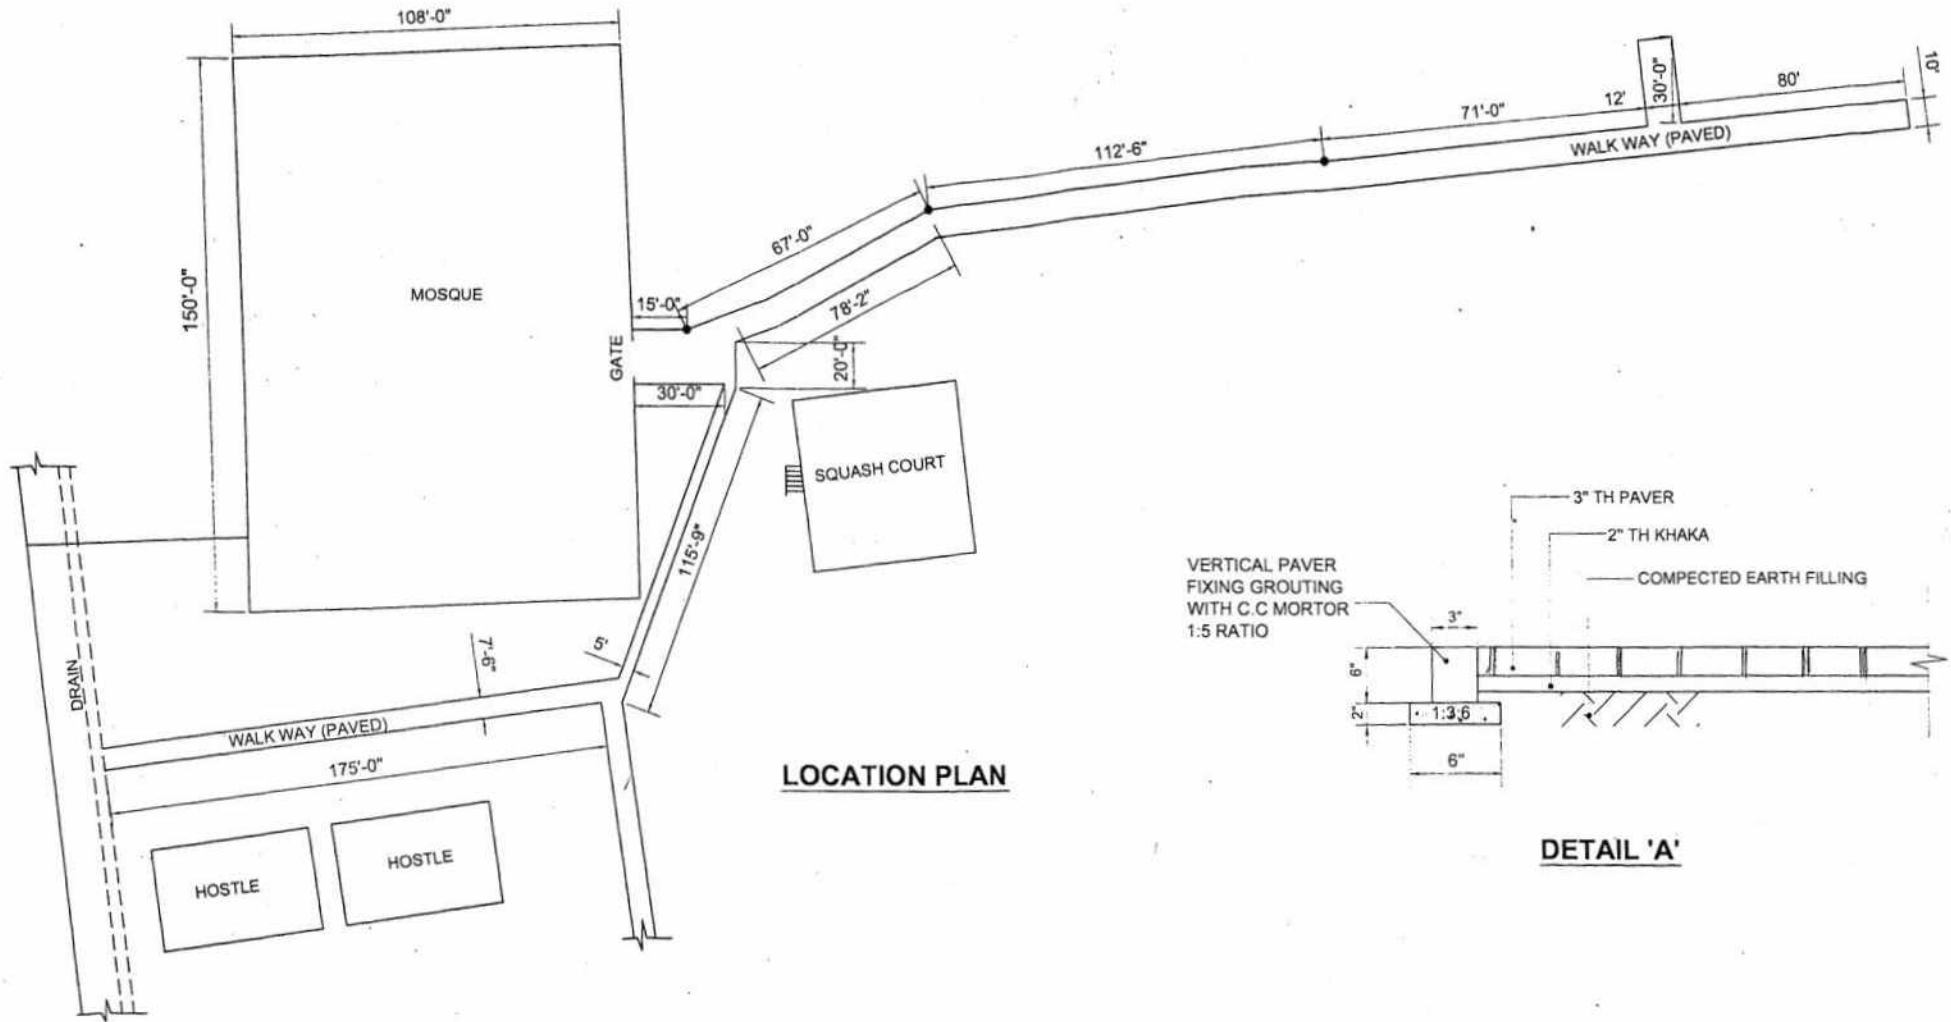 108'-0"
10'
30'-0"
80'
12'
71'-0"
112'-6"
WALK WAY (PAVED)
67'-0"
150'-0"
MOSQUE
15'-0"
78'-2"
GATE
20'-0"
30'-0"
SQUASH COURT
115'-9"
3" TH PAVER
2" TH KHAKA
COMPECTED EARTH FILLING
VERTICAL PAVER
FIXING GROUTING
WITH C.C MORTOR
1:5 RATIO
3"
6"
2"
1:3:6
6"
5'
7'-6"
DRAIN
WALK WAY (PAVED)
175'-0"
LOCATION PLAN
HOSTLE
HOSTLE
DETAIL 'A'